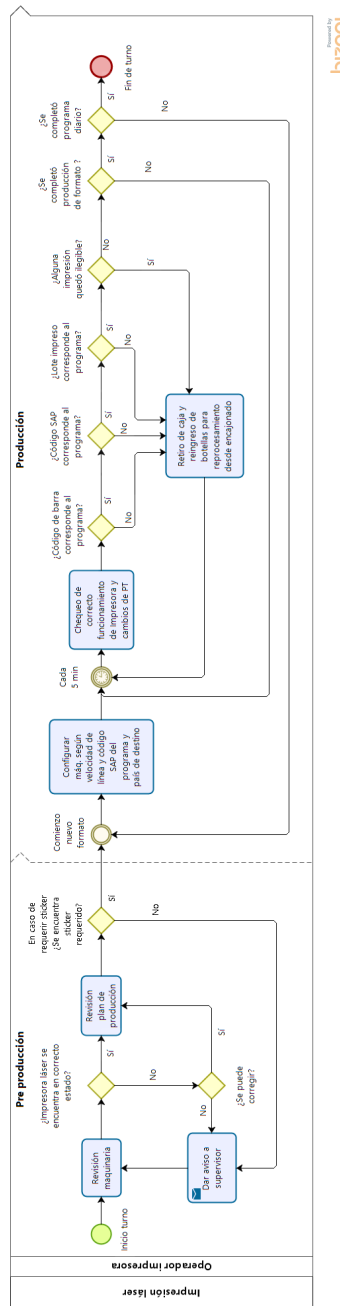 Impresión láser
Operador impresora
Pre producción
Inicio turno
Revisión
maquinaria
¿Impresora láser se
encuentra en correcto
estado?
Sí
No
Revisión
plan de
producción
¿Se puede
corregir?
Sí
No
Dar aviso a
supervisor
En caso de
requerir sticker
¿Se encuentra
sticker
requerido?
Sí
No
Producción
Comienzo
nuevo
formato
Configurar
máq. según
velocidad de
línea y código
SAP del
programa y
país de destino
Cada
5 min
Chequeo de
correcto
funcionamiento
de impresora y
cambios de PT
¿Código de barra
corresponde al
programa?
Sí
No
¿Código SAP
corresponde al
programa?
Sí
No
¿Lote impreso
corresponde al
programa?
Sí
No
¿Alguna
impresión
quedó ilegible?
No
Sí
Retiro de caja y
reingreso de
botellas para
reprocesamiento
desde encajonado
¿Se
completó
producción
de formato ?
Sí
No
¿Se
completó
programa
diario?
Sí
No
Fin de turno
Powered by